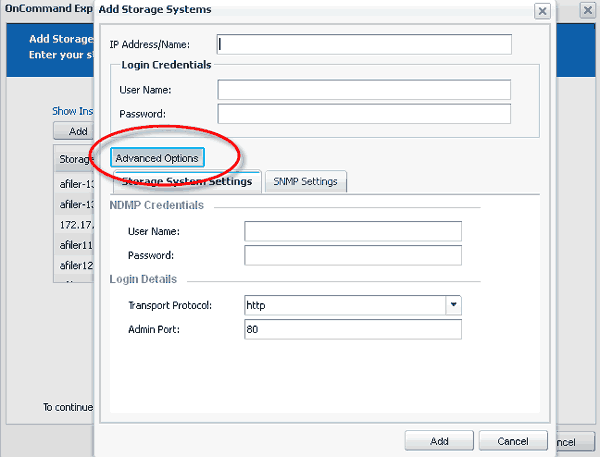 OnCommand Exp
Add Storage Systems
Add Storage
Enter your st
IP Address/Name:
Login Credentials
User Name:
Password:
Show Ins
Add
Advanced Options
Storage
Storage System Settings
SNMP Settings
afiler-13
afiler-13
172.17.
afiler11
afiler12
NDMP Credentials
User Name:
Password:
Login Details
Transport Protocol:
http
Admin Port:
80
To continue
Add
Cancel
ncel